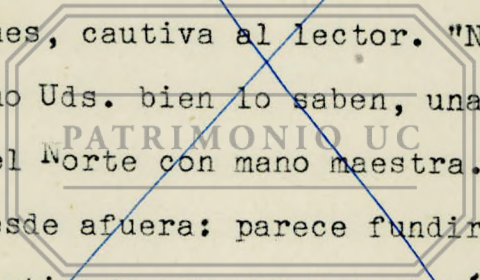 es, cautiva al lector. "N
o Uds. bien lo saben, una
PATRIMONIO UC
el Norte con mano maestra.
sde afuera: parece fundir